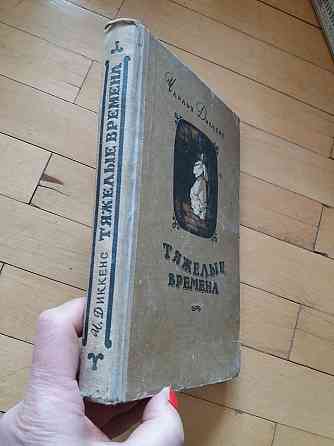 Ч. ДИККЕНС ТЯЖЕЛЫЕ ВРЕМЕНА
Чарльз Диккенс
ТЯЖЕЛЫЕ
ВРЕМЕНА